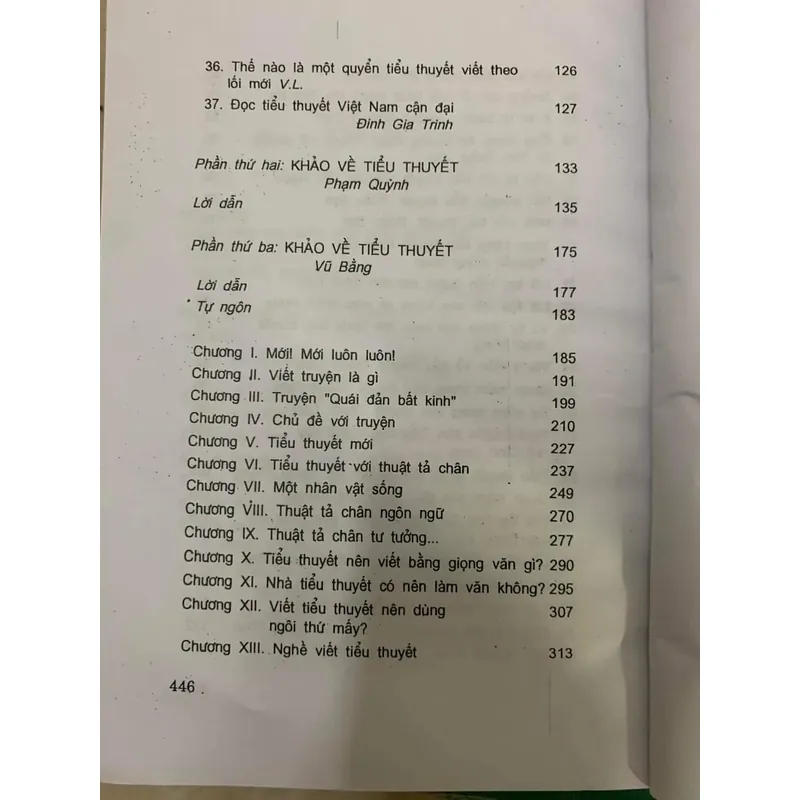 36. Thế nào là một quyển tiểu thuyết viết theo 126
lối mới V.L.
37. Đọc tiểu thuyết Việt Nam cận đại 127
Đinh Gia Trinh
Phần thứ hai: KHẢO VỀ TIỂU THUYẾT 133
Phạm Quỳnh
Lời dẫn 135
Phần thứ ba: KHẢO VỀ TIỂU THUYẾT 175
Vũ Bằng
Lời dẫn 177
Tự ngôn 183
Chương I. Mới! Mới luôn luôn! 185
Chương II. Viết truyện là gì 191
Chương III. Truyện "Quái đản bất kinh" 199
Chương IV. Chủ đề với truyện 210
Chương V. Tiểu thuyết mới 227
Chương VI. Tiểu thuyết với thuật tả chân 237
Chương VII. Một nhân vật sống 249
Chương VIII. Thuật tả chân ngôn ngữ 270
Chương IX. Thuật tả chân tư tưởng... 277
Chương X. Tiểu thuyết nên viết bằng giọng văn gì? 290
Chương XI. Nhà tiểu thuyết có nên làm văn không? 295
Chương XII. Viết tiểu thuyết nên dùng 307
ngôi thứ mấy?
Chương XIII. Nghề viết tiểu thuyết 313
446